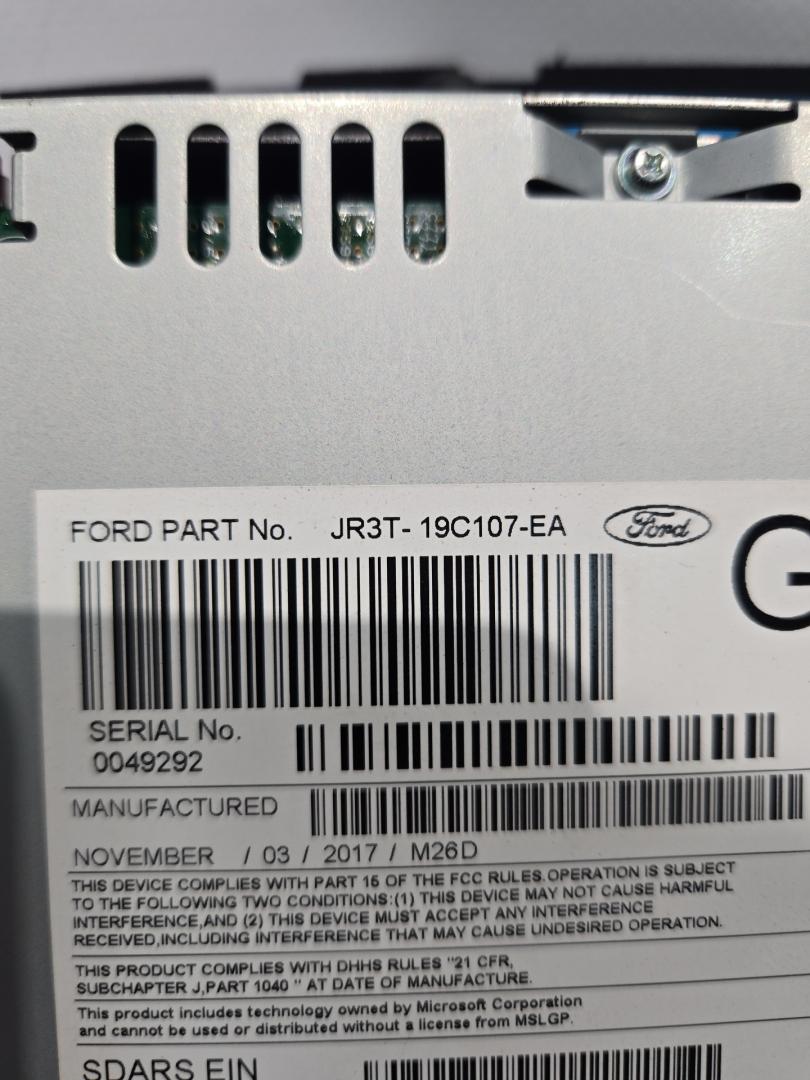 FORD PART No. JR3T- 19C107-EA Ford
G
SERIAL No.
0049292
MANUFACTURED
NOVEMBER / 03 / 2017 / M26D
THIS DEVICE COMPLIES WITH PART 15 OF THE FCC RULES.OPERATION IS SUBJECT
TO THE FOLLOWING TWO CONDITIONS:(1) THIS DEVICE MAY NOT CAUSE HARMFUL
INTERFERENCE,AND (2) THIS DEVICE MUST ACCEPT ANY INTERFERENCE
RECEIVED,INCLUDING INTERFERENCE THAT MAY CAUSE UNDESIRED OPERATION.
THIS PRODUCT COMPLIES WITH DHHS RULES "21 CFR,
SUBCHAPTER J,PART 1040 " AT DATE OF MANUFACTURE.
This product includes technology owned by Microsoft Corporation
and cannot be used or distributed without a license from MSLGP.
SDARS EIN